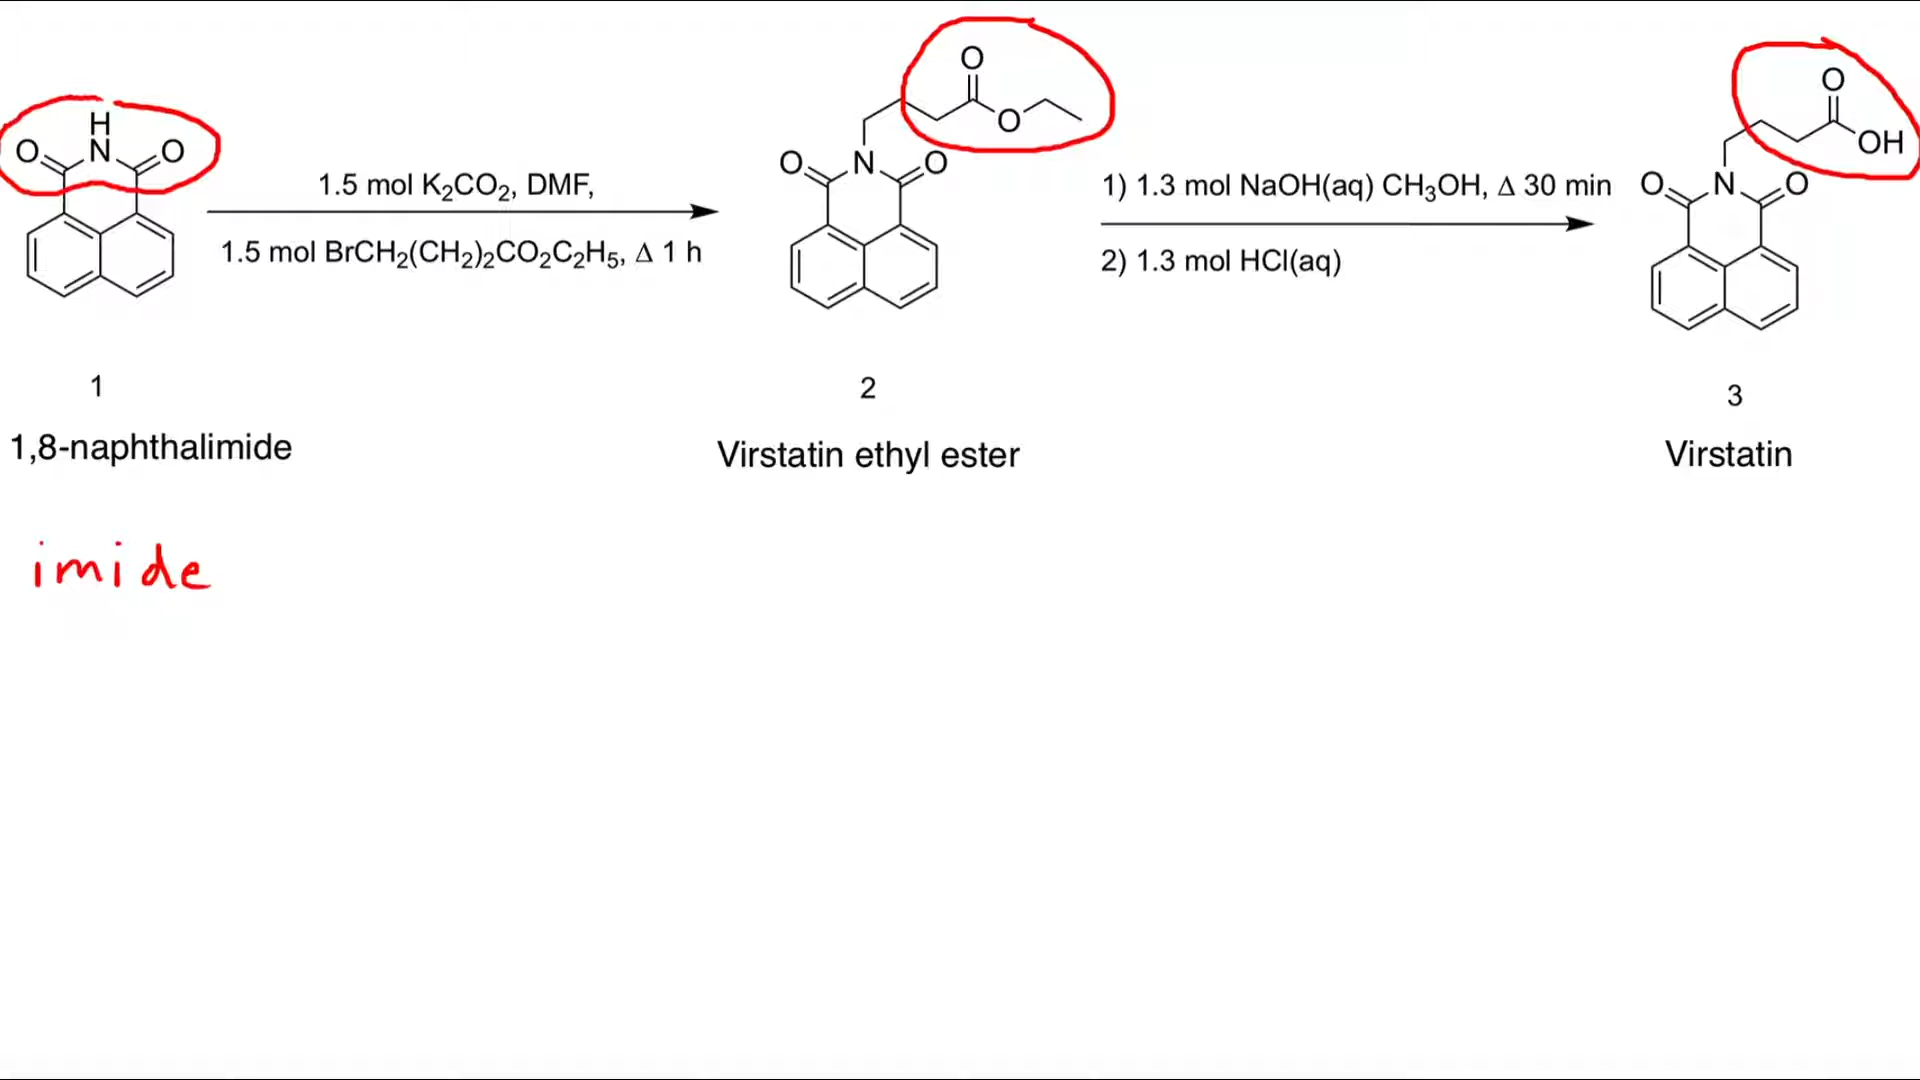 O
O
H
N
O
O
O
N
O
O
O
OH
O
N
O
1.5 mol K₂CO₂, DMF,
1.5 mol BrCH₂(CH₂)₂CO₂C₂H₅, Δ 1 h
1) 1.3 mol NaOH(aq) CH₃OH, Δ 30 min
2) 1.3 mol HCl(aq)
1
2
3
1,8-naphthalimide
Virstatin ethyl ester
Virstatin
imide